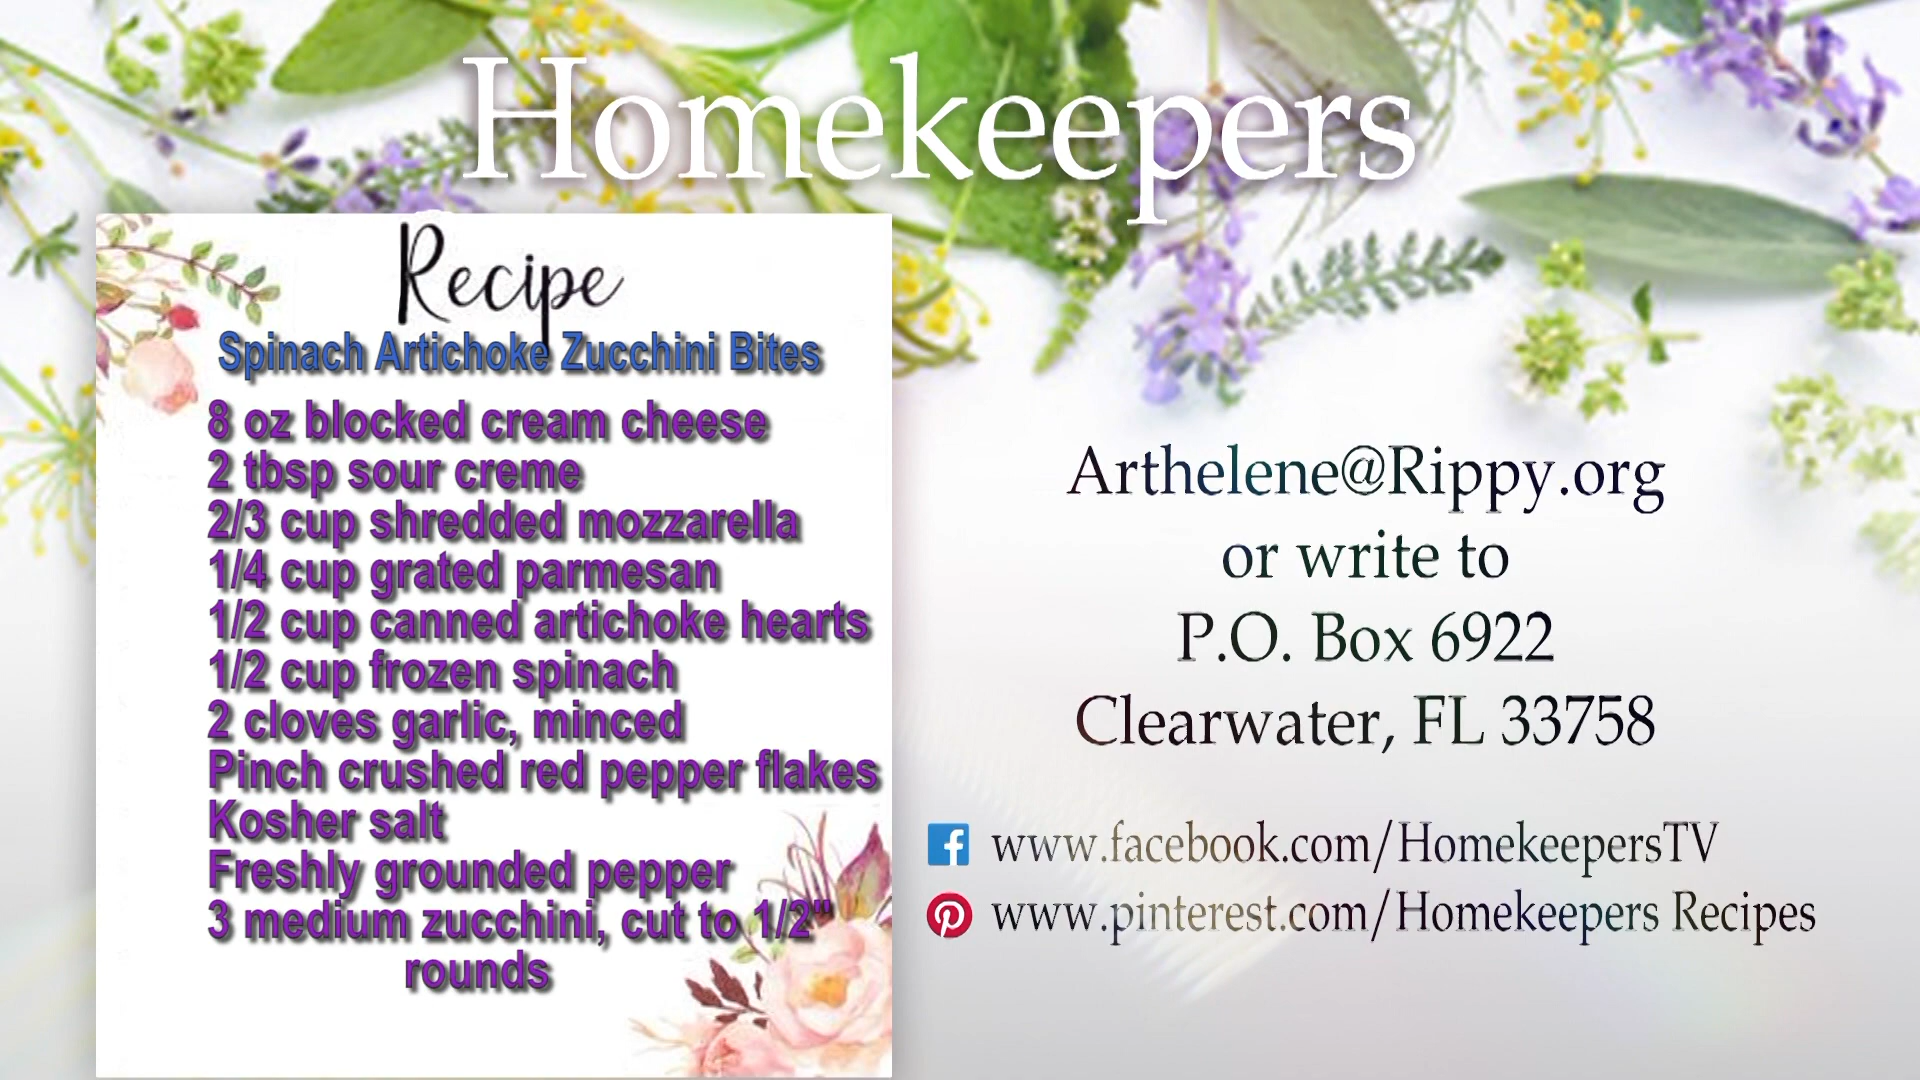 Homekeepers
Recipe
Spinach Artichoke Zucchini Bites
8 oz blocked cream cheese
2 tbsp sour creme
2/3 cup shredded mozzarella
1/4 cup grated parmesan
1/2 cup canned artichoke hearts
1/2 cup frozen spinach
2 cloves garlic, minced
Pinch crushed red pepper flakes
Kosher salt
Freshly grounded pepper
3 medium zucchini, cut to 1/2"
rounds
Arthelene@Rippy.org
or write to
P.O. Box 6922
Clearwater, FL 33758
www.facebook.com/HomekeepersTV
www.pinterest.com/Homekeepers Recipes